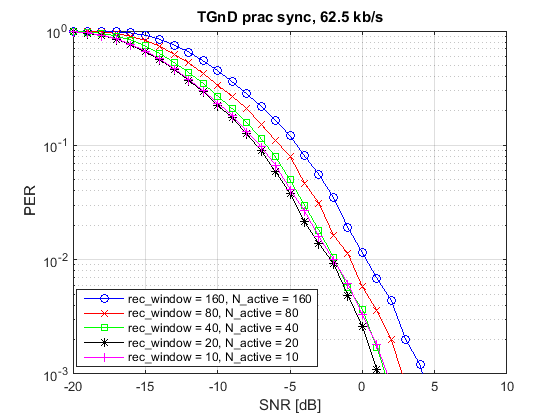 TGnD prac sync, 62.5 kb/s
10^0
10^-1
10^-2
10^-3
PER
rec_window = 160, N_active = 160
rec_window = 80, N_active = 80
rec_window = 40, N_active = 40
rec_window = 20, N_active = 20
rec_window = 10, N_active = 10
-20 -15 -10 -5 0 5 10
SNR [dB]